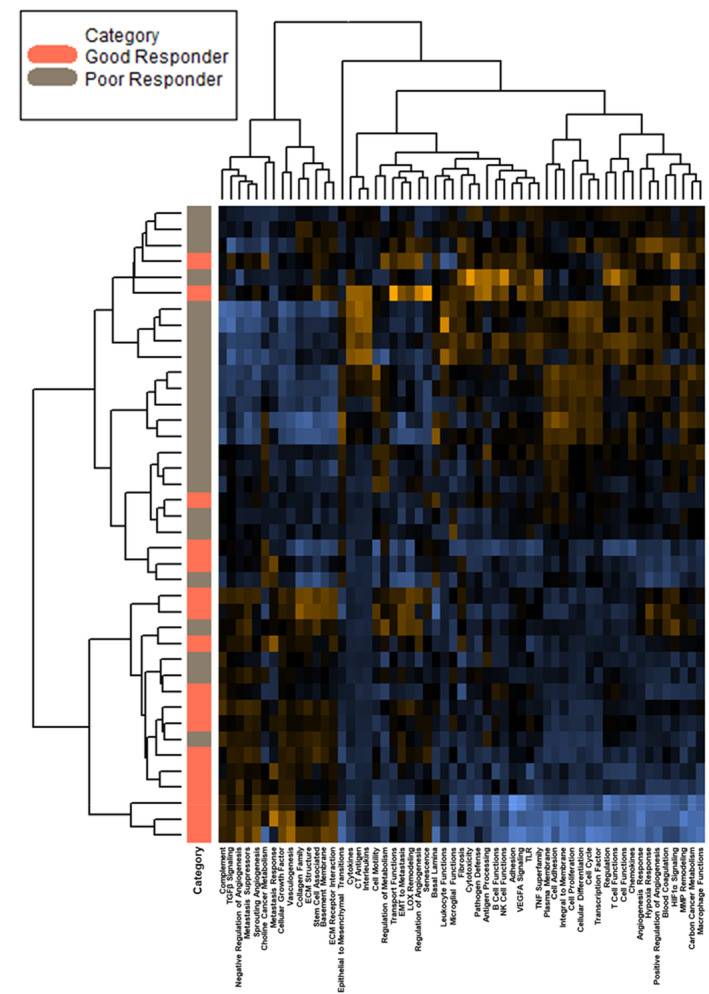 Category
Good Responder
Poor Responder
Category
Complement
TGFβ Signaling
Negative Regulation of Angiogenesis
Metastasis Suppressors
Sprouting Angiogenesis
Choline Cancer Metabolism
Metastasis Response
Cellular Growth Factor
Vasculogenesis
Collagen Family
ECM Structure
Stem Cell Associated
Basement Membrane
ECM Receptor Interaction
Epithelial to Mesenchymal Transitions
Cytokines
CT Antigen
Interleukins
Cell Motility
Regulation of Metabolism
Transport Functions
EMT to Metastasis
LOX Remodeling
Regulation of Angiogenesis
Senescence
Basal Lamina
Leukocyte Functions
Microglial Functions
Fibrosis
Cytotoxicity
Pathogen Defense
Antigen Processing
B Cell Functions
NK Cell Functions
Adhesion
VEGFA Signaling
TLR
TNF Superfamily
Plasma Membrane
Cell Adhesion
Integral Membrane
Cell Proliferation
Cellular Differentiation
Cell Cycle
Transcription Factor
Regulation
T Cell Functions
Cell Functions
Chemokines
Angiogenesis Response
Hypoxia Response
Positive Regulation of Angiogenesis
Blood Coagulation
HIF1 Signaling
MMP Remodeling
Carbon Cancer Metabolism
Macrophage Functions